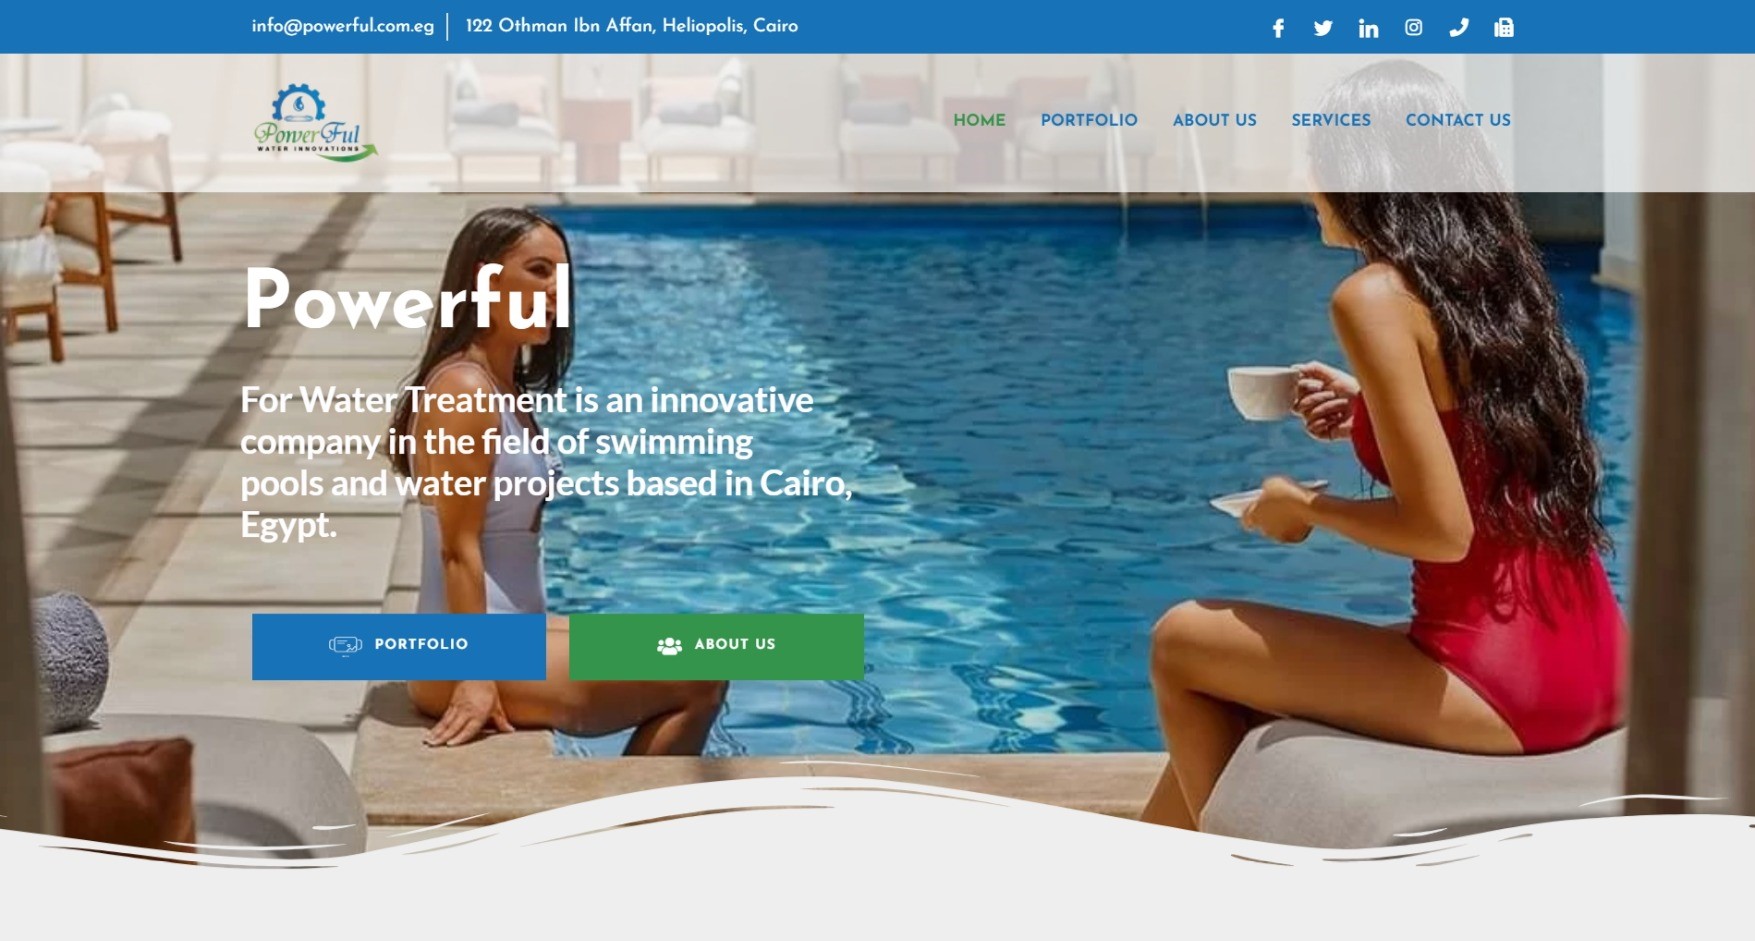 info@powerful.com.eg
122 Othman Ibn Affan, Heliopolis, Cairo
PowerFul
WATER INNOVATIONS
HOME
PORTFOLIO
ABOUT US
SERVICES
CONTACT US
Powerful
For Water Treatment is an innovative
company in the field of swimming
pools and water projects based in Cairo,
Egypt.
PORTFOLIO
ABOUT US